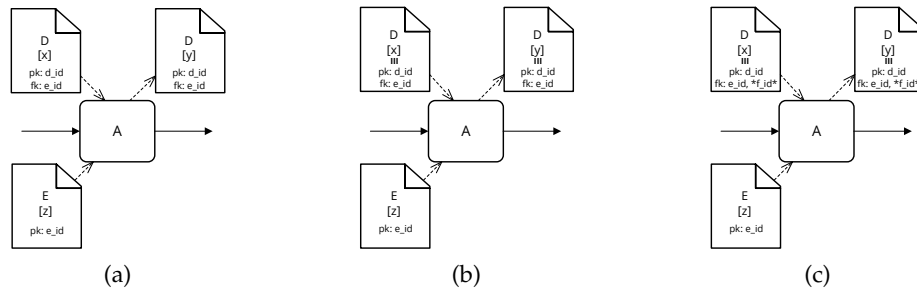 D
[x]
pk: d_id
fk: e_id
D
[y]
pk: d_id
fk: e_id
A
E
[z]
pk: e_id
(a)
D
[x]
pk: d_id
fk: e_id
D
[y]
pk: d_id
fk: e_id
A
E
[z]
pk: e_id
(b)
D
[x]
pk: d_id
fk: e_id, *f_id*
D
[y]
pk: d_id
fk: e_id, *f_id*
A
E
[z]
pk: e_id
(c)